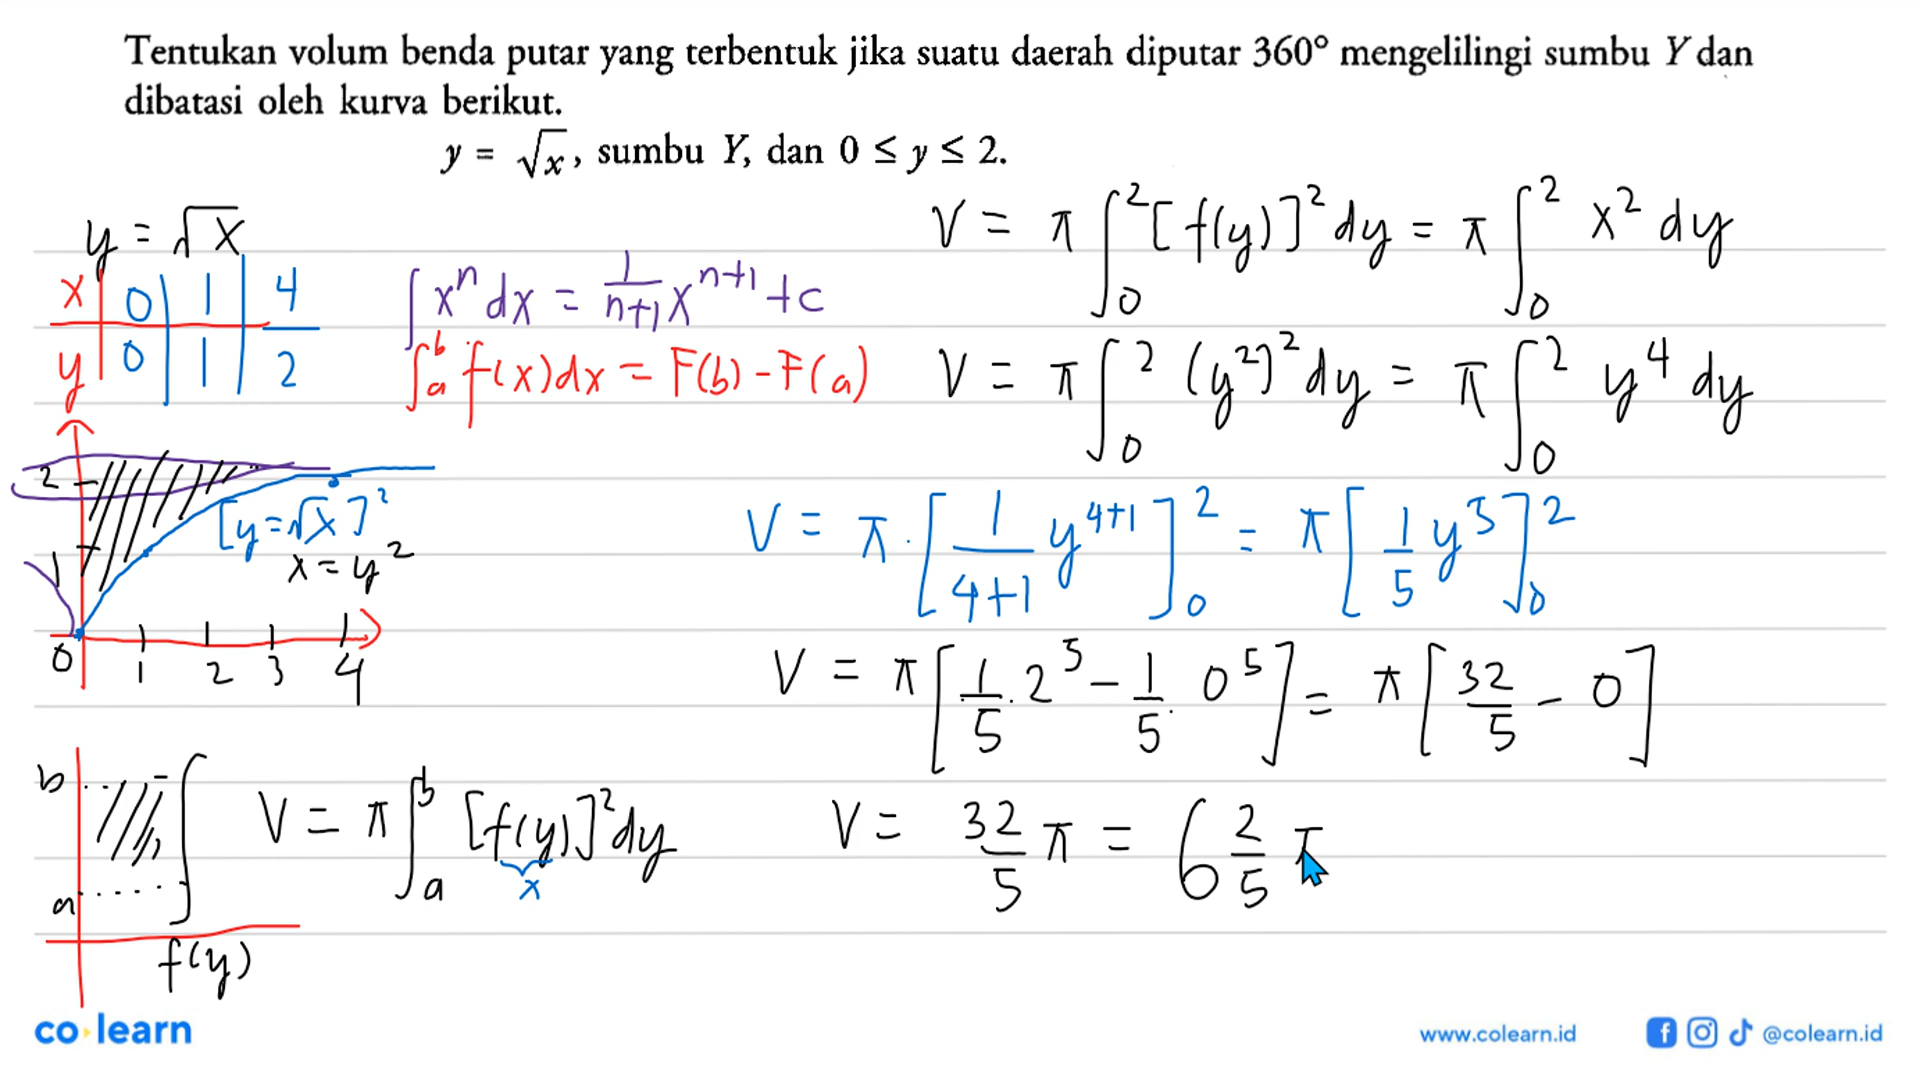 Tentukan volum benda putar yang terbentuk jika suatu daerah diputar 360° mengelilingi sumbu Y dan
dibatasi oleh kurva berikut.
y = √x, sumbu Y, dan 0 ≤ y ≤ 2.
y = √x
x | 0 | 1 | 4
y | 0 | 1 | 2
∫ xⁿ dx = 1/(n+1) xⁿ⁺¹ + c
∫ₐᵇ f(x) dx = F(b) - F(a)
2
1
[y = √x]²
x = y²
0 1 2 3 4
b
a
f(y)
V = π ∫ₐᵇ [f(y)]² dy
x
V = π ∫₀² [f(y)]² dy = π ∫₀² x² dy
V = π ∫₀² (y²)² dy = π ∫₀² y⁴ dy
V = π · [1/(4+1) y⁴⁺¹]₀² = π [1/5 y⁵]₀²
V = π [1/5 · 2⁵ - 1/5 · 0⁵] = π [32/5 - 0]
V = 32/5 π = 6 2/5 π
co learn
www.colearn.id
@colearn.id